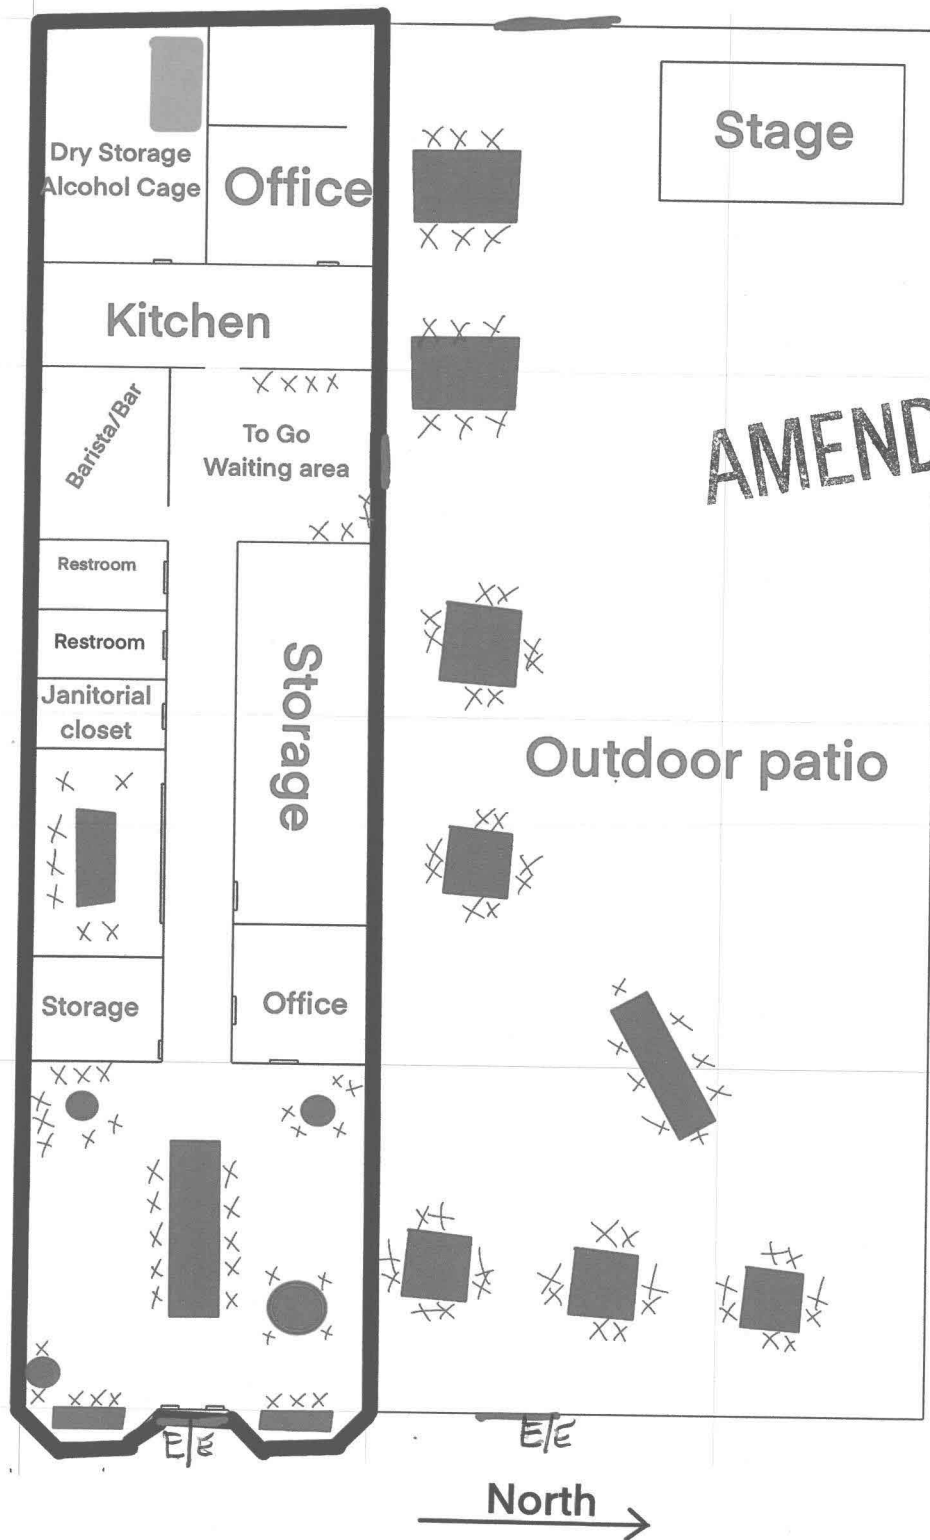 Stage
Dry Storage
Alcohol Cage
Office
Kitchen
Barista/Bar
To Go
Waiting area
AMEND
Restroom
Restroom
Janitorial
closet
Storage
Outdoor patio
Storage
Office
E/E
E/E
North